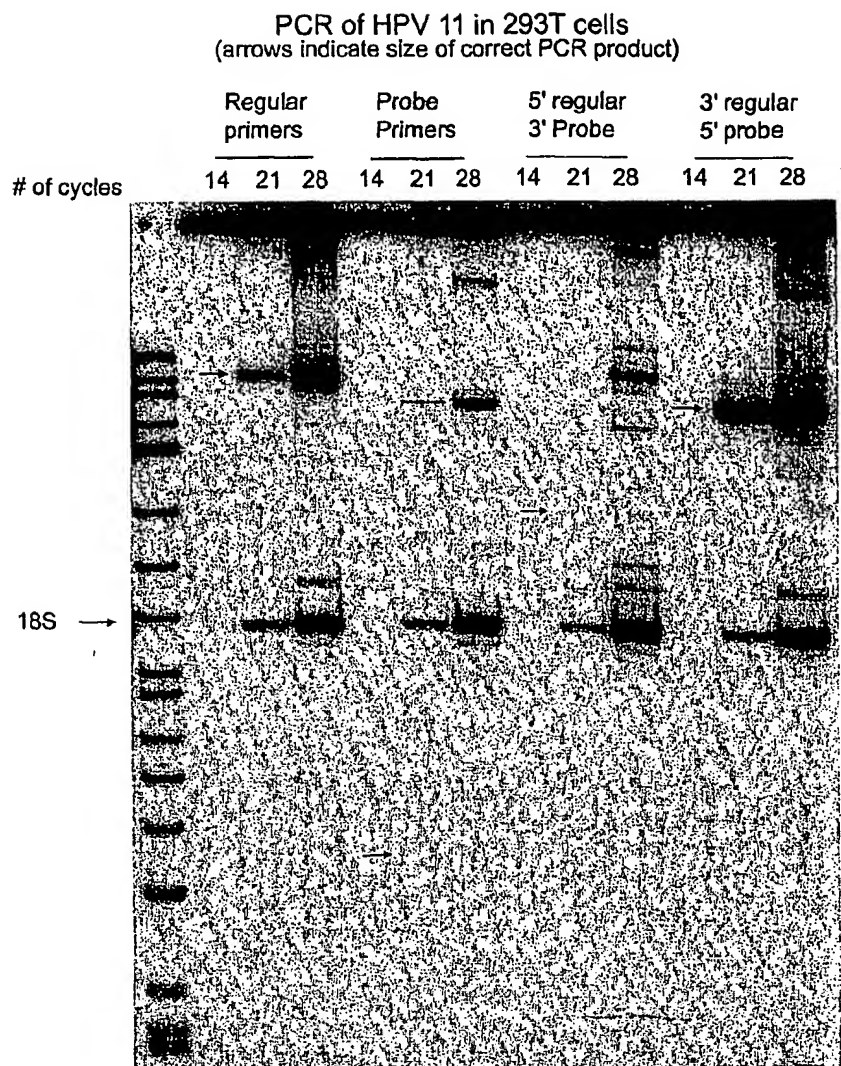 PCR of HPV 11 in 293T cells
(arrows indicate size of correct PCR product)
Regular primers
Probe Primers
5' regular 3' Probe
3' regular 5' probe
# of cycles 14 21 28 14 21 28 14 21 28 14 21 28
18S